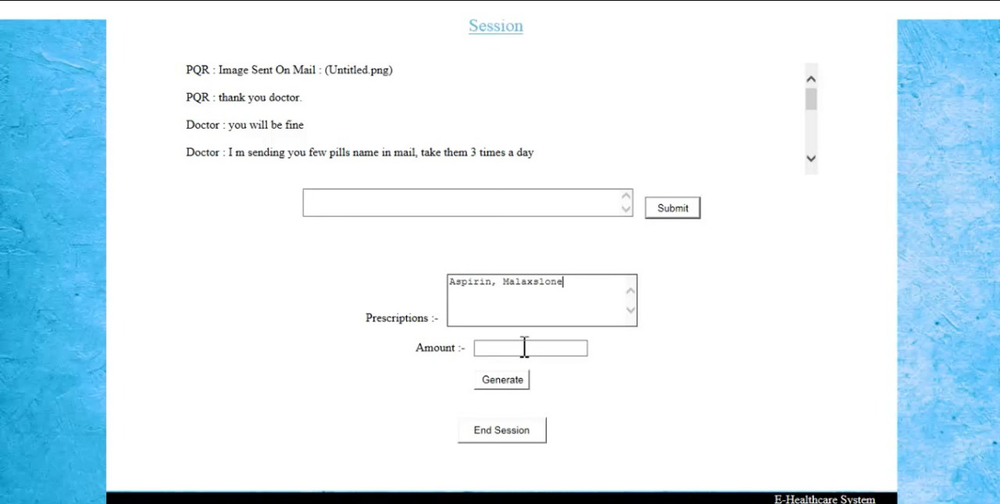 Session
PQR : Image Sent On Mail : (Untitled.png)
PQR : thank you doctor.
Doctor : you will be fine
Doctor : I m sending you few pills name in mail, take them 3 times a day
Submit
Aspirin, Malaxslone
Prescriptions :-
Amount :-
Generate
End Session
E-Healthcare System